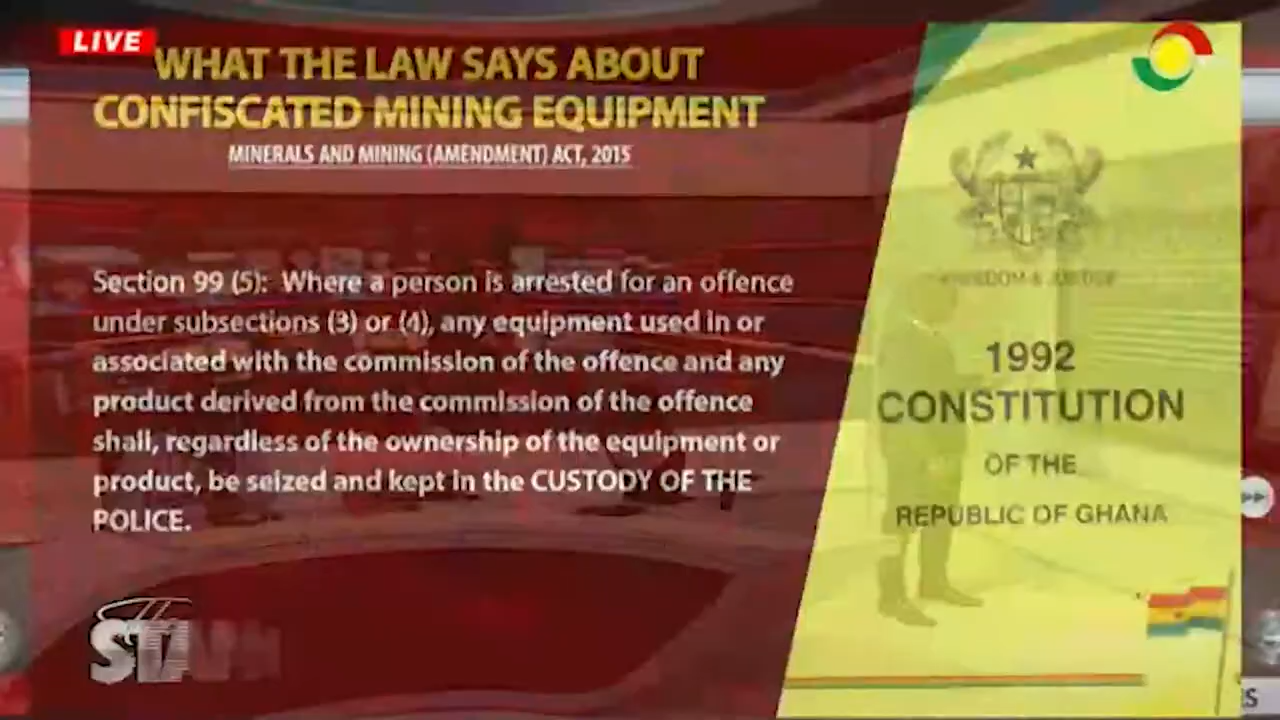 LIVE
WHAT THE LAW SAYS ABOUT
CONFISCATED MINING EQUIPMENT
MINERALS AND MINING (AMENDMENT) ACT, 2015
Section 99 (5): Where a person is arrested for an offence
under subsections (3) or (4), any equipment used in or
associated with the commission of the offence and any
product derived from the commission of the offence
shall, regardless of the ownership of the equipment or
product, be seized and kept in the CUSTODY OF THE
POLICE.
FREEDOM & JUSTICE
1992
CONSTITUTION
OF THE
REPUBLIC OF GHANA